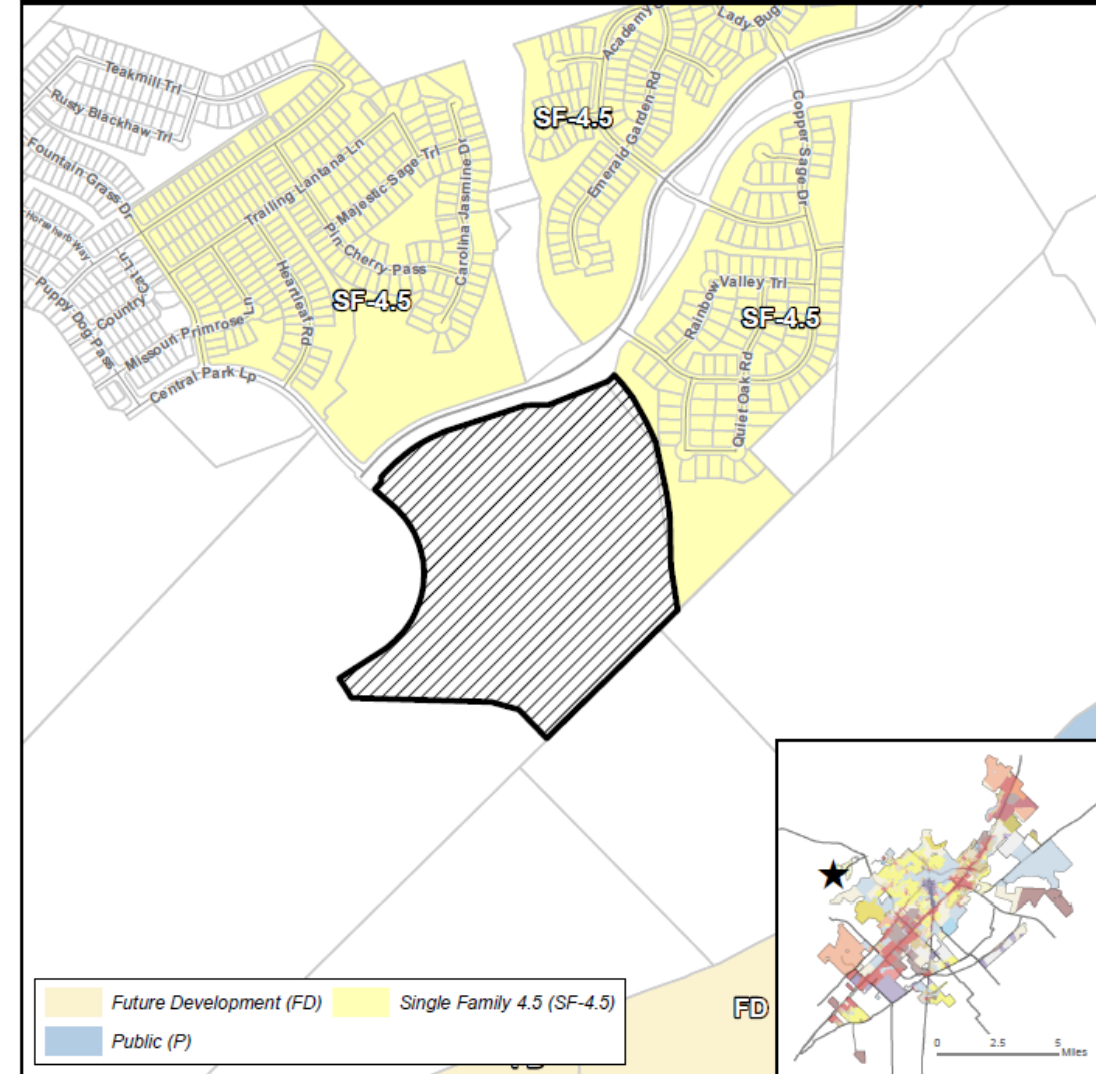 Lady Bug
Academy
Teakmill Trl
Rusty Blackhaw Trl
Fountain Grass Dr
Horseherb Way
Puppy Dog Pass
Country
Cat Ln
Missouri Primrose Ln
Central Park Lp
Trailing Lantana Ln
Heartleaf Rd
Majestic Sage Trl
Pin Cherry Pass
Carolina Jasmine Dr
SF-4.5
SF-4.5
Emerald Garden Rd
Copper Sage Dr
Rainbow
Valley Trl
SF-4.5
Quiet Oak Rd
FD
Future Development (FD)
Single Family 4.5 (SF-4.5)
Public (P)
0 2.5 5
Miles